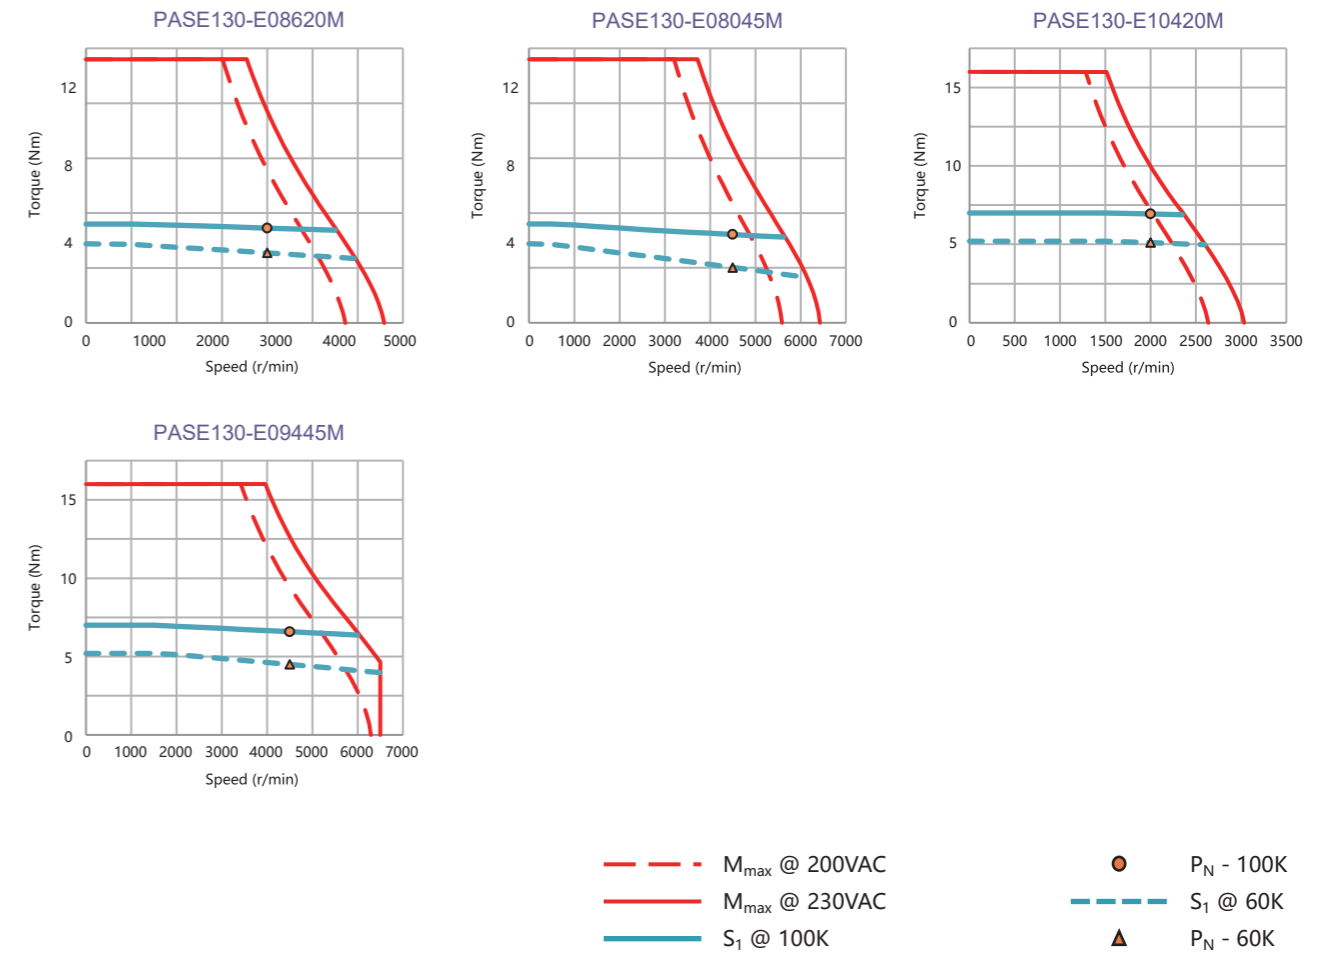 PASE130-E08620M
12
8
4
0
Torque (Nm)
0 1000 2000 3000 4000 5000
Speed (r/min)
PASE130-E08045M
12
8
4
0
Torque (Nm)
0 1000 2000 3000 4000 5000 6000 7000
Speed (r/min)
PASE130-E10420M
15
10
5
0
Torque (Nm)
0 500 1000 1500 2000 2500 3000 3500
Speed (r/min)
PASE130-E09445M
15
10
5
0
Torque (Nm)
0 1000 2000 3000 4000 5000 6000 7000
Speed (r/min)
Mmax @ 200VAC
Mmax @ 230VAC
S1 @ 100K
PN - 100K
S1 @ 60K
PN - 60K